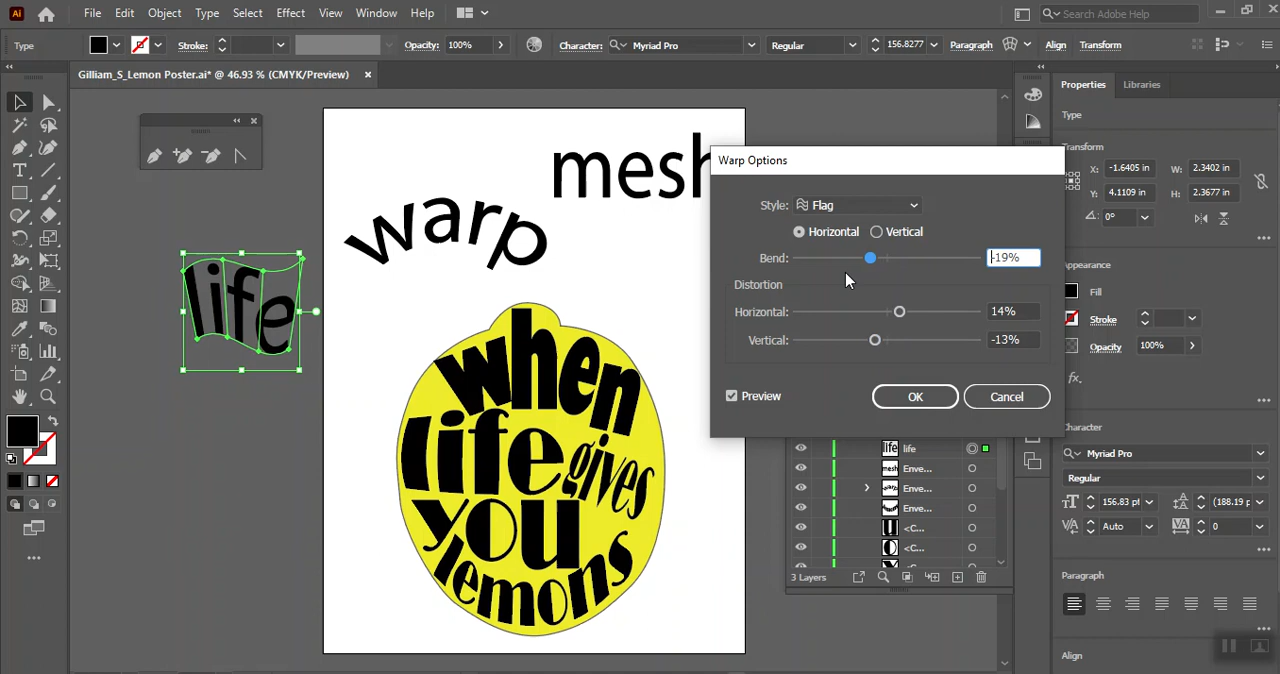 Ai File Edit Object Type Select Effect View Window Help Search Adobe Help
Type Stroke: Opacity: 100% Character: Myriad Pro Regular 156.8277 Paragraph Align Transform
Gilliam_S_Lemon Poster.ai* @ 46.93 % (CMYK/Preview)
Properties Libraries
Type
Transform
X: -1.6405 in W: 2.3402 in
Y: 4.1109 in H: 2.3677 in
0°
Appearance
Fill
Stroke
Opacity 100%
fx
Character
Myriad Pro
Regular
156.83 pt (188.19 p
Auto 0
Paragraph
Align
Warp Options
Style: Flag
Horizontal Vertical
Bend: -19%
Distortion
Horizontal: 14%
Vertical: -13%
Preview OK Cancel
life life
mesh Enve...
warp Enve...
Enve...
<C...
<C...
3 Layers
mesh
warp
life
when
life gives
you
lemons